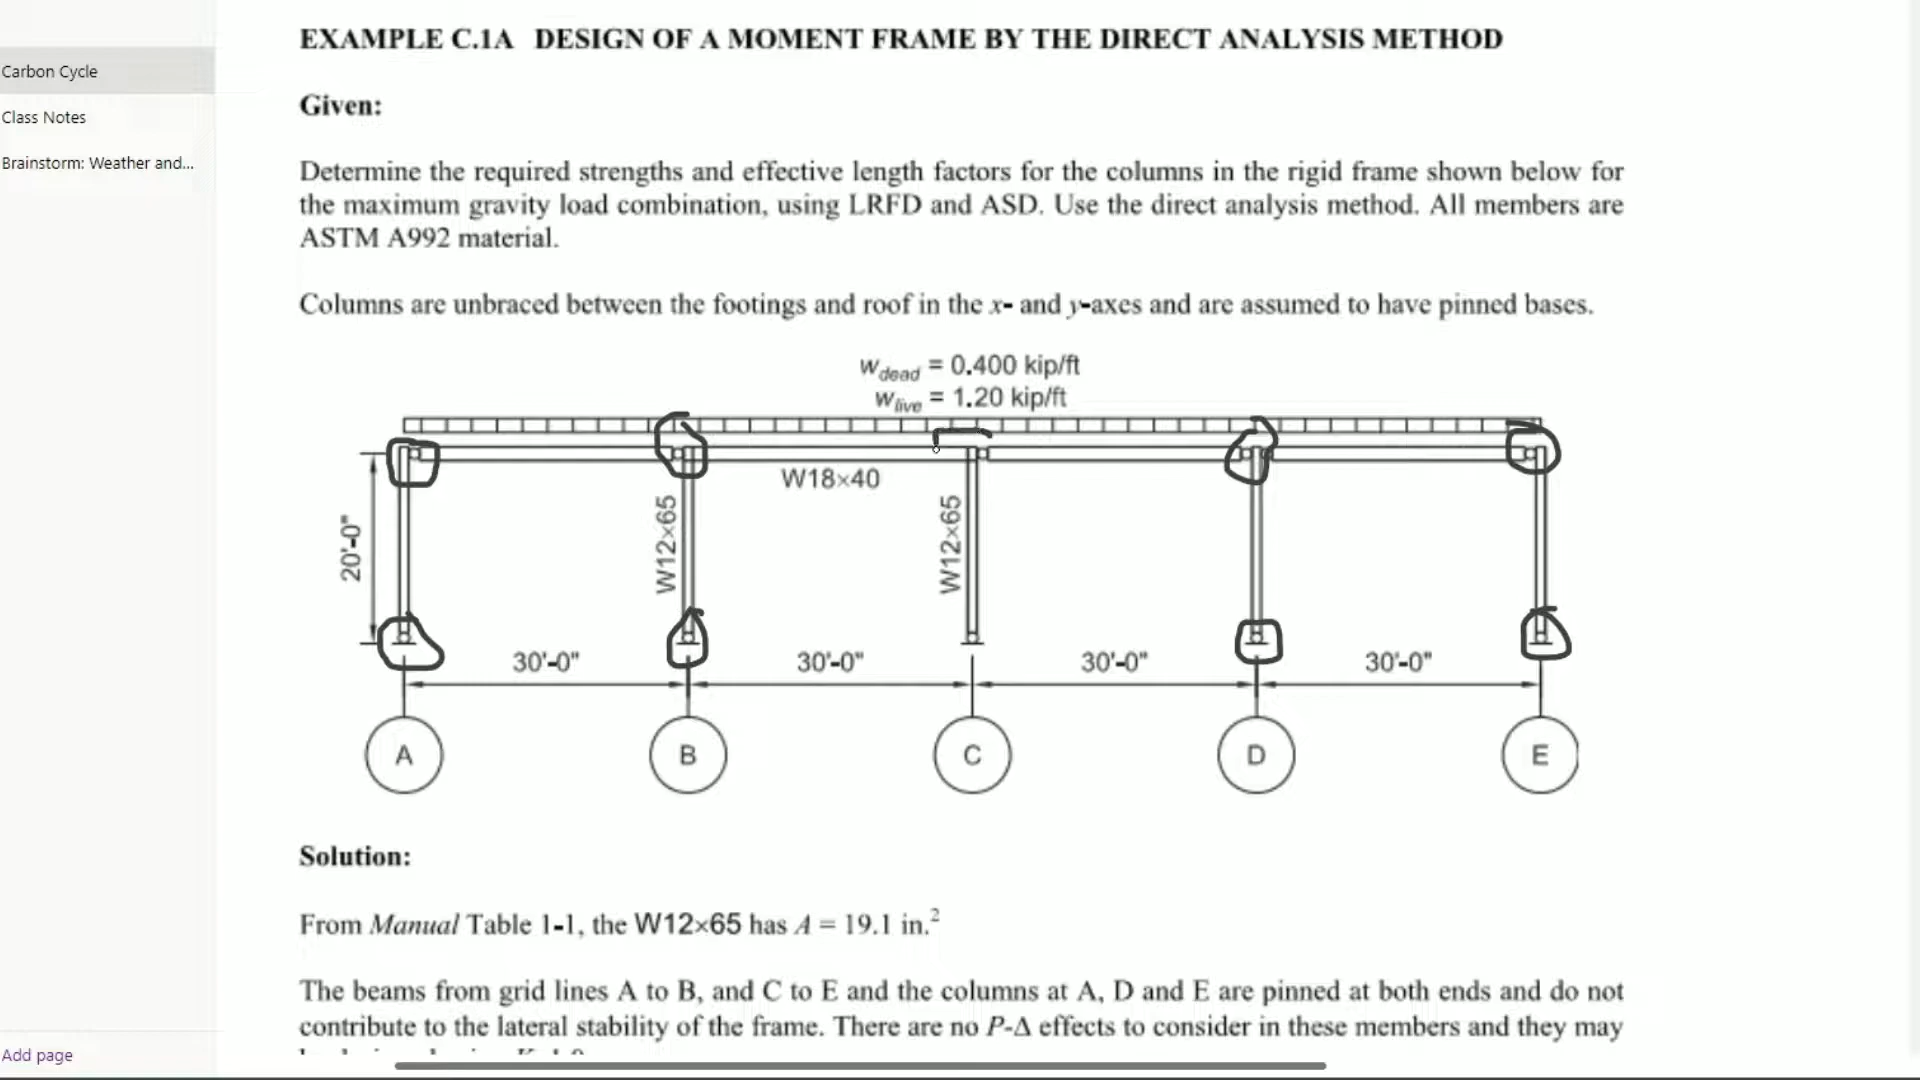 EXAMPLE C.1A DESIGN OF A MOMENT FRAME BY THE DIRECT ANALYSIS METHOD
Carbon Cycle
Class Notes
Brainstorm: Weather and...
Given:
Determine the required strengths and effective length factors for the columns in the rigid frame shown below for
the maximum gravity load combination, using LRFD and ASD. Use the direct analysis method. All members are
ASTM A992 material.
Columns are unbraced between the footings and roof in the x- and y-axes and are assumed to have pinned bases.
w dead = 0.400 kip/ft
w live = 1.20 kip/ft
W18×40
20'-0"
W12×65
W12×65
30'-0"
30'-0"
30'-0"
30'-0"
A
B
C
D
E
Solution:
From Manual Table 1-1, the W12×65 has A = 19.1 in.²
The beams from grid lines A to B, and C to E and the columns at A, D and E are pinned at both ends and do not
contribute to the lateral stability of the frame. There are no P-Δ effects to consider in these members and they may
Add page